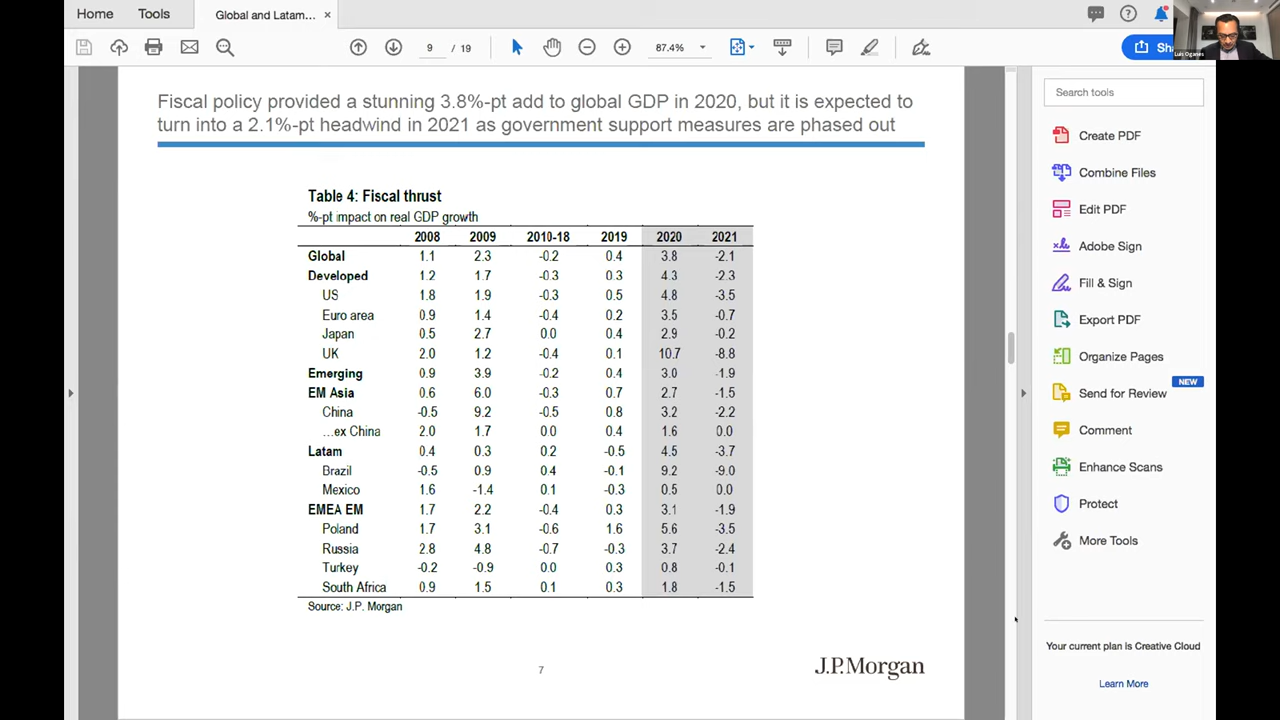 Home Tools Global and Latam... ×
9 / 19 87.4% Sha
Luis Oganes
Fiscal policy provided a stunning 3.8%-pt add to global GDP in 2020, but it is expected to
turn into a 2.1%-pt headwind in 2021 as government support measures are phased out
Table 4: Fiscal thrust
%-pt impact on real GDP growth
2008 2009 2010-18 2019 2020 2021
Global 1.1 2.3 -0.2 0.4 3.8 -2.1
Developed 1.2 1.7 -0.3 0.3 4.3 -2.3
US 1.8 1.9 -0.3 0.5 4.8 -3.5
Euro area 0.9 1.4 -0.4 0.2 3.5 -0.7
Japan 0.5 2.7 0.0 0.4 2.9 -0.2
UK 2.0 1.2 -0.4 0.1 10.7 -8.8
Emerging 0.9 3.9 -0.2 0.4 3.0 -1.9
EM Asia 0.6 6.0 -0.3 0.7 2.7 -1.5
China -0.5 9.2 -0.5 0.8 3.2 -2.2
...ex China 2.0 1.7 0.0 0.4 1.6 0.0
Latam 0.4 0.3 0.2 -0.5 4.5 -3.7
Brazil -0.5 0.9 0.4 -0.1 9.2 -9.0
Mexico 1.6 -1.4 0.1 -0.3 0.5 0.0
EMEA EM 1.7 2.2 -0.4 0.3 3.1 -1.9
Poland 1.7 3.1 -0.6 1.6 5.6 -3.5
Russia 2.8 4.8 -0.7 -0.3 3.7 -2.4
Turkey -0.2 -0.9 0.0 0.3 0.8 -0.1
South Africa 0.9 1.5 0.1 0.3 1.8 -1.5
Source: J.P. Morgan
7
J.P.Morgan
Search tools
Create PDF
Combine Files
Edit PDF
Adobe Sign
Fill & Sign
Export PDF
Organize Pages
NEW
Send for Review
Comment
Enhance Scans
Protect
More Tools
Your current plan is Creative Cloud
Learn More